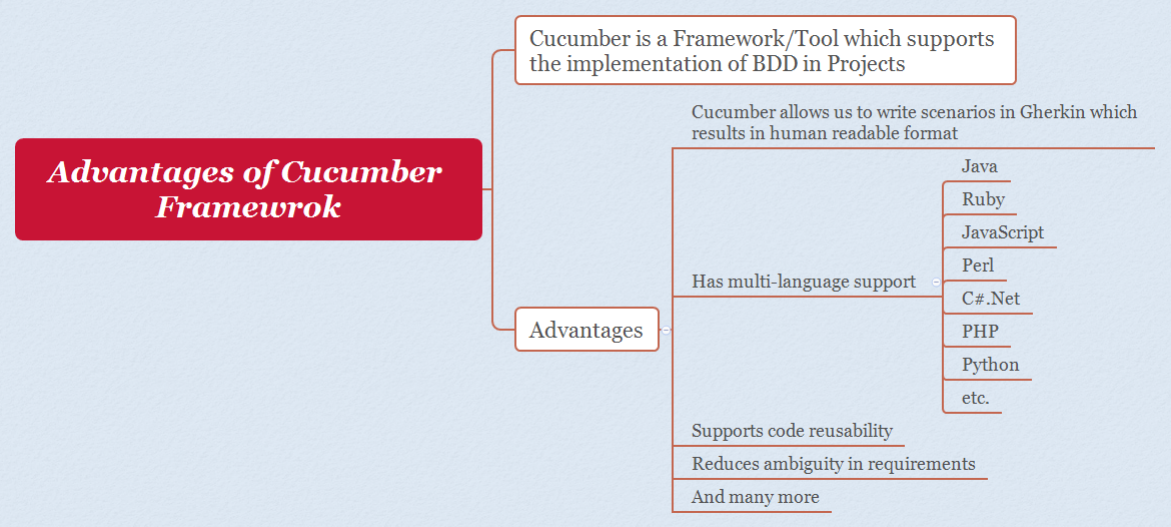 Advantages of Cucumber
Framewrok
Cucumber is a Framework/Tool which supports
the implementation of BDD in Projects
Advantages
Cucumber allows us to write scenarios in Gherkin which
results in human readable format
Has multi-language support
Java
Ruby
JavaScript
Perl
C#.Net
PHP
Python
etc.
Supports code reusability
Reduces ambiguity in requirements
And many more